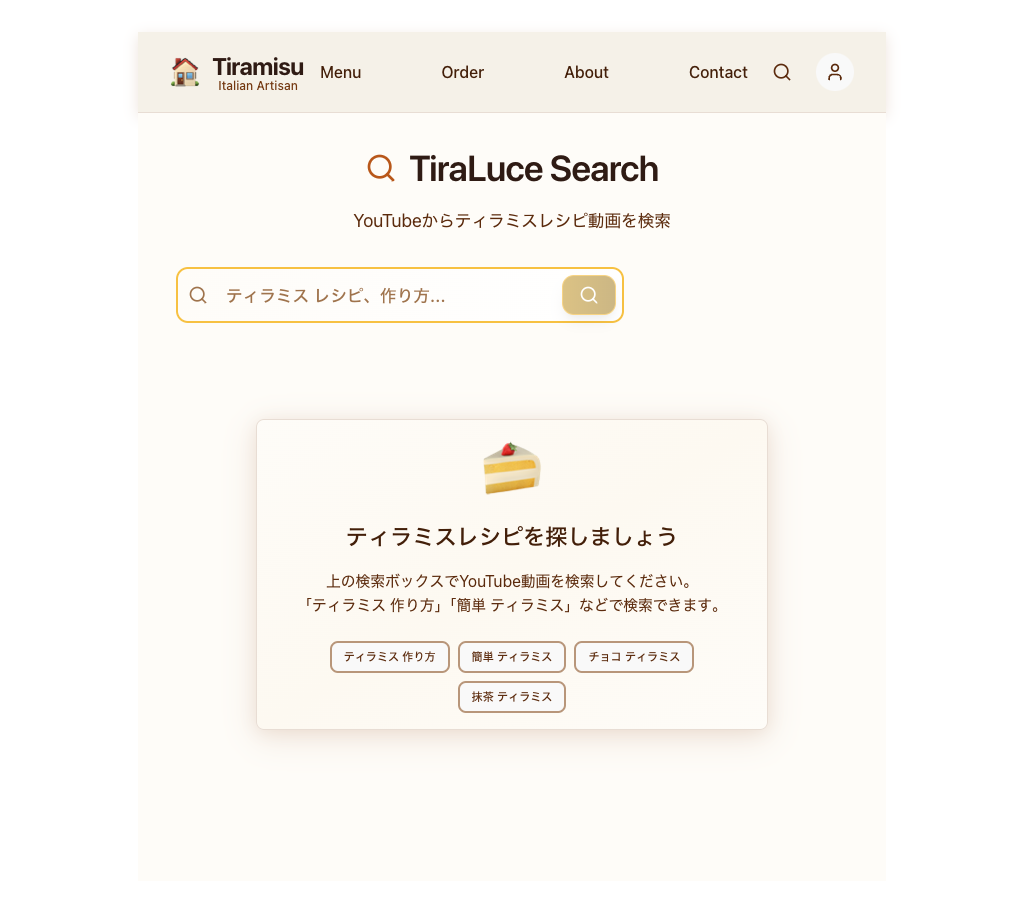 Tiramisu
Italian Artisan
Menu
Order
About
Contact
TiraLuce Search
YouTubeからティラミスレシピ動画を検索
ティラミス レシピ、作り方...
ティラミスレシピを探しましょう
上の検索ボックスでYouTube動画を検索してください。
「ティラミス 作り方」「簡単 ティラミス」などで検索できます。
ティラミス 作り方
簡単 ティラミス
チョコ ティラミス
抹茶 ティラミス